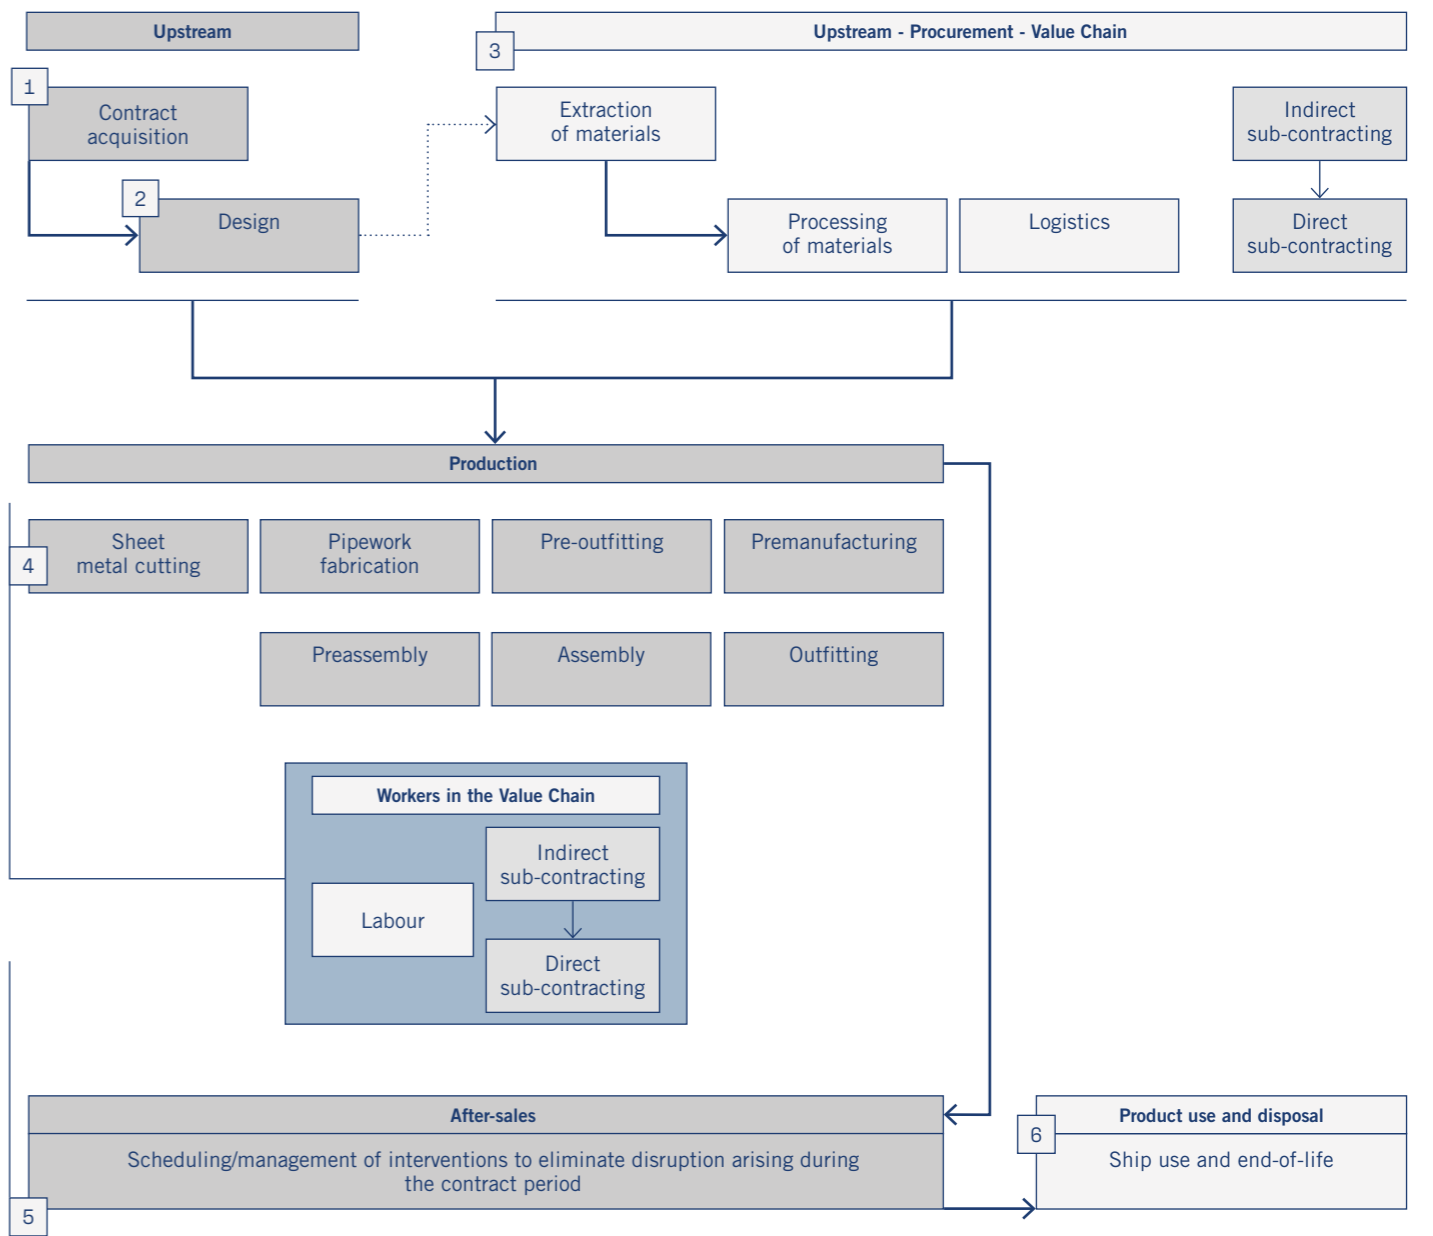 Upstream
1
Contract
acquisition
2
Design
3
Upstream - Procurement - Value Chain
Extraction
of materials
Processing
of materials
Logistics
Indirect
sub-contracting
Direct
sub-contracting
Production
4
Sheet
metal cutting
Pipework
fabrication
Pre-outfitting
Premanufacturing
Preassembly
Assembly
Outfitting
Workers in the Value Chain
Labour
Indirect
sub-contracting
Direct
sub-contracting
After-sales
Scheduling/management of interventions to eliminate disruption arising during
the contract period
5
6
Product use and disposal
Ship use and end-of-life